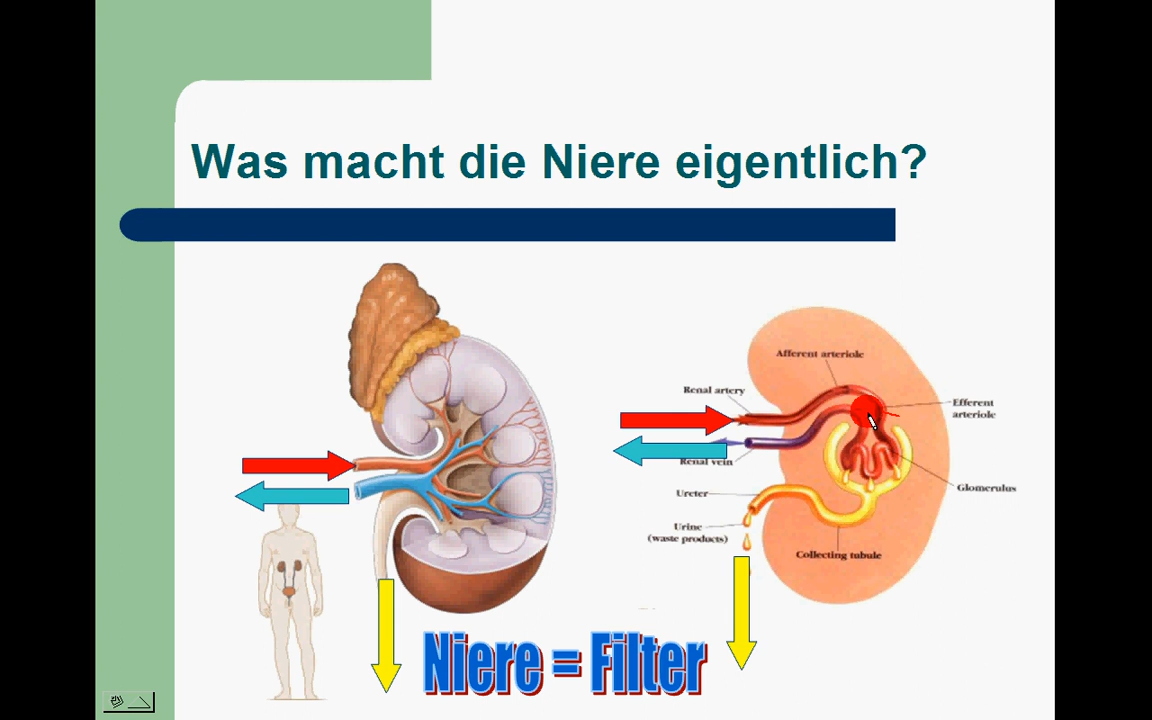 Was macht die Niere eigentlich?
Afferent arteriole
Renal artery
Efferent
arteriole
Renal vein
Glomerulus
Ureter
Urine
(waste products)
Collecting tubule
Niere = Filter